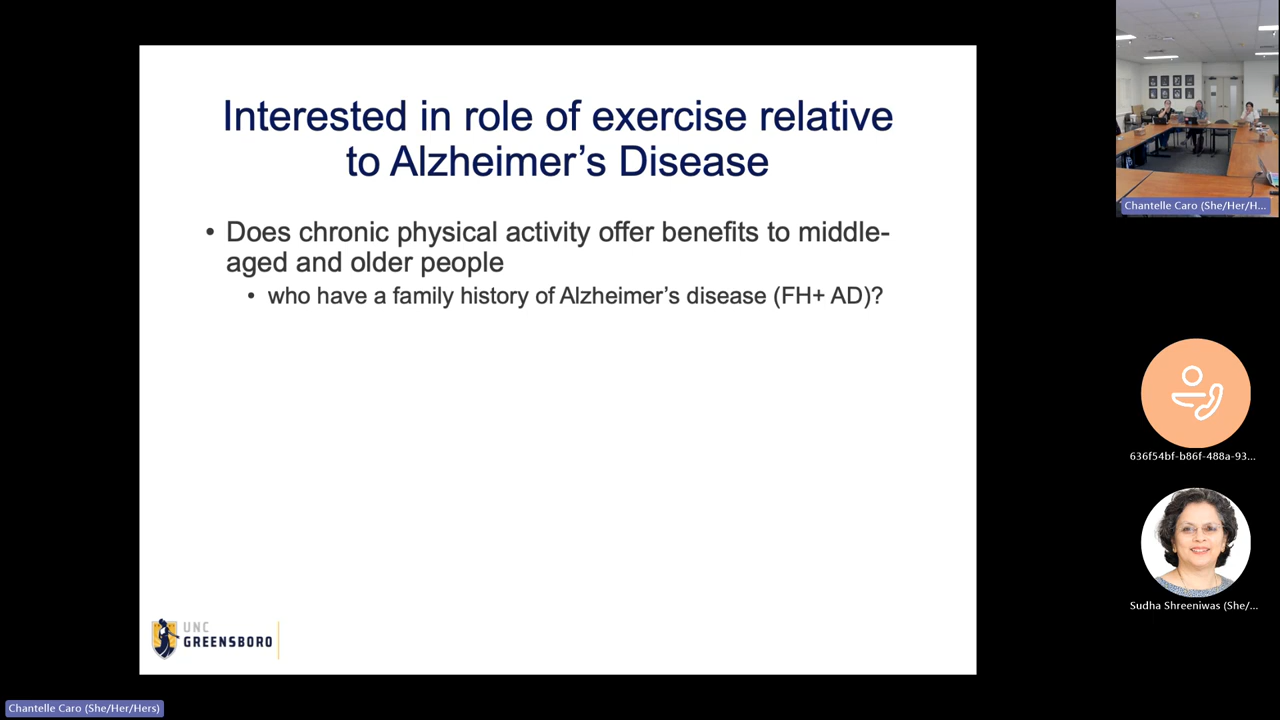 Interested in role of exercise relative
to Alzheimer's Disease
• Does chronic physical activity offer benefits to middle-
aged and older people
• who have a family history of Alzheimer's disease (FH+ AD)?
UNC
GREENSBORO
Chantelle Caro (She/Her/H...
636f54bf-b86f-488a-93...
Sudha Shreeniwas (She/...
Chantelle Caro (She/Her/Hers)